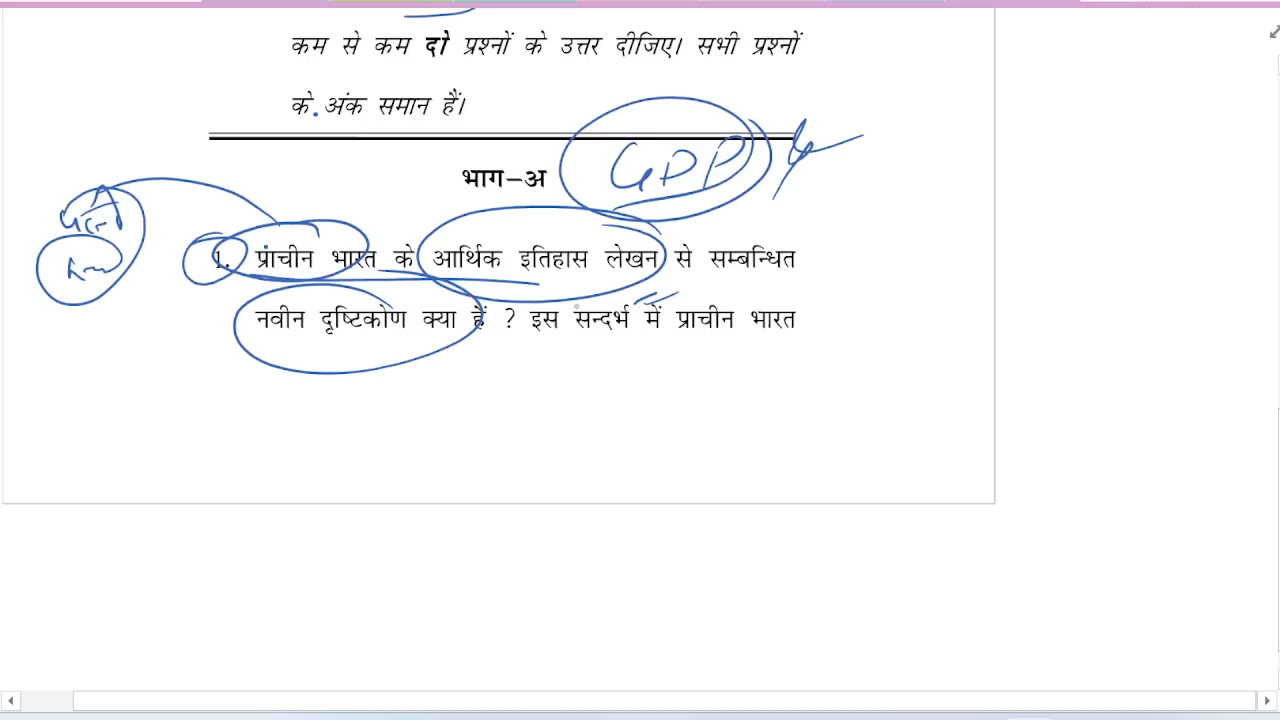 कम से कम दो प्रश्नों के उत्तर दीजिए। सभी प्रश्नों
के अंक समान हैं।
GDP
भाग–अ
1. प्राचीन भारत के आर्थिक इतिहास लेखन से सम्बन्धित
नवीन दृष्टिकोण क्या हैं ? इस सन्दर्भ में प्राचीन भारत